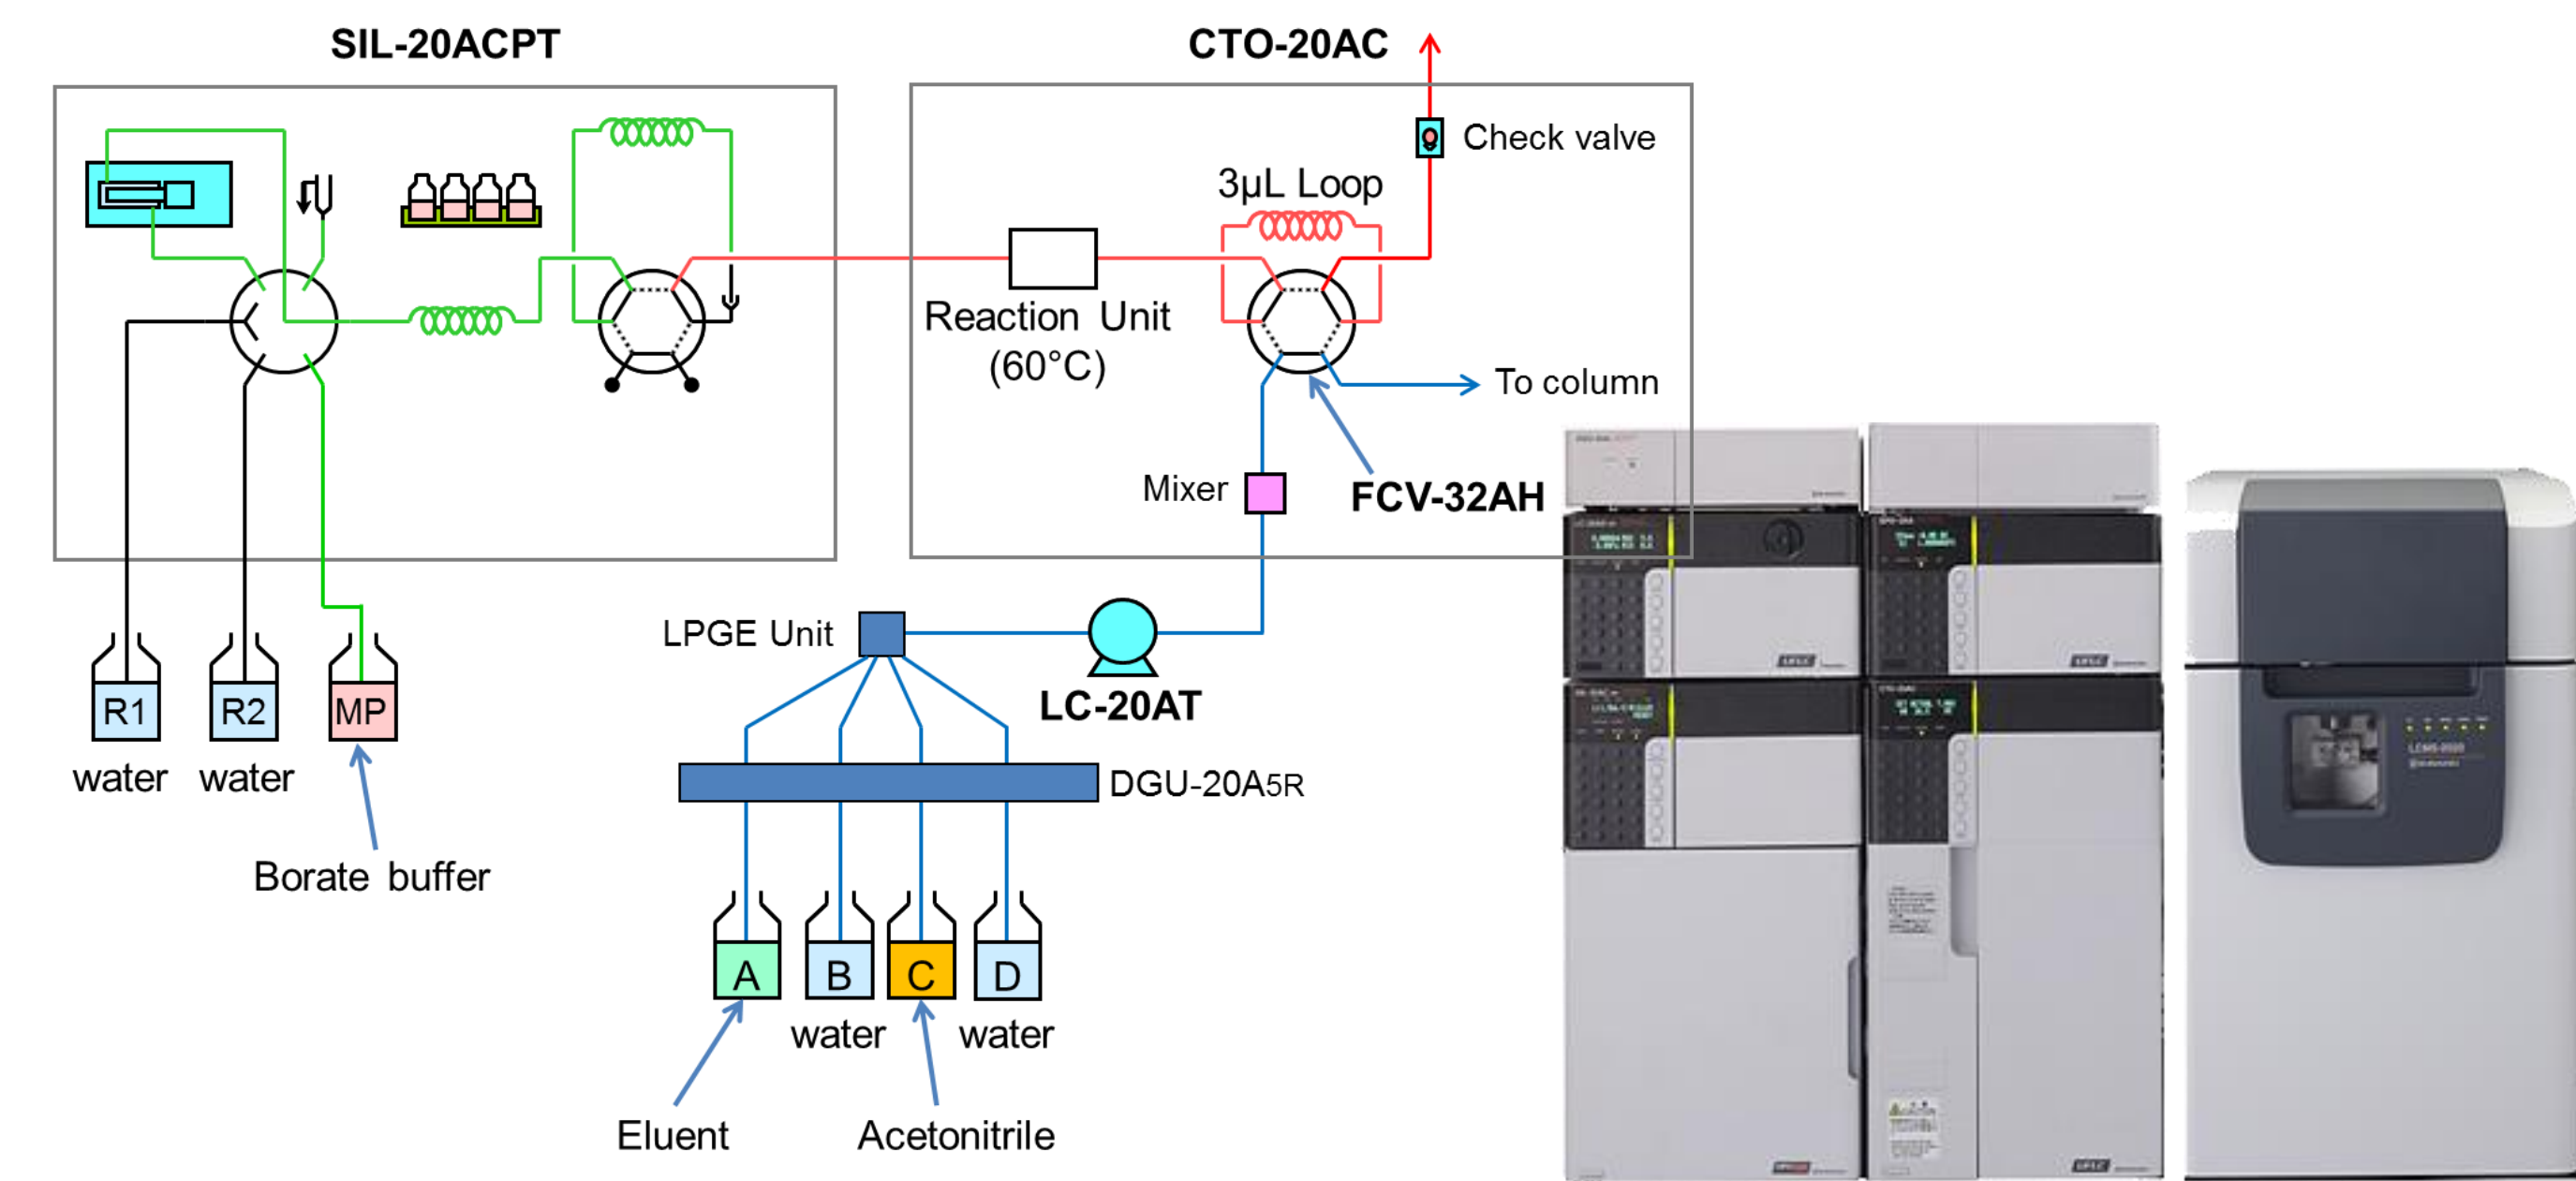 SIL-20ACPT
CTO-20AC
Check valve
3µL Loop
Reaction Unit
(60°C)
To column
Mixer
FCV-32AH
LPGE Unit
LC-20AT
R1
R2
MP
water
water
DGU-20A5R
Borate buffer
A
B
C
D
water
water
Eluent
Acetonitrile